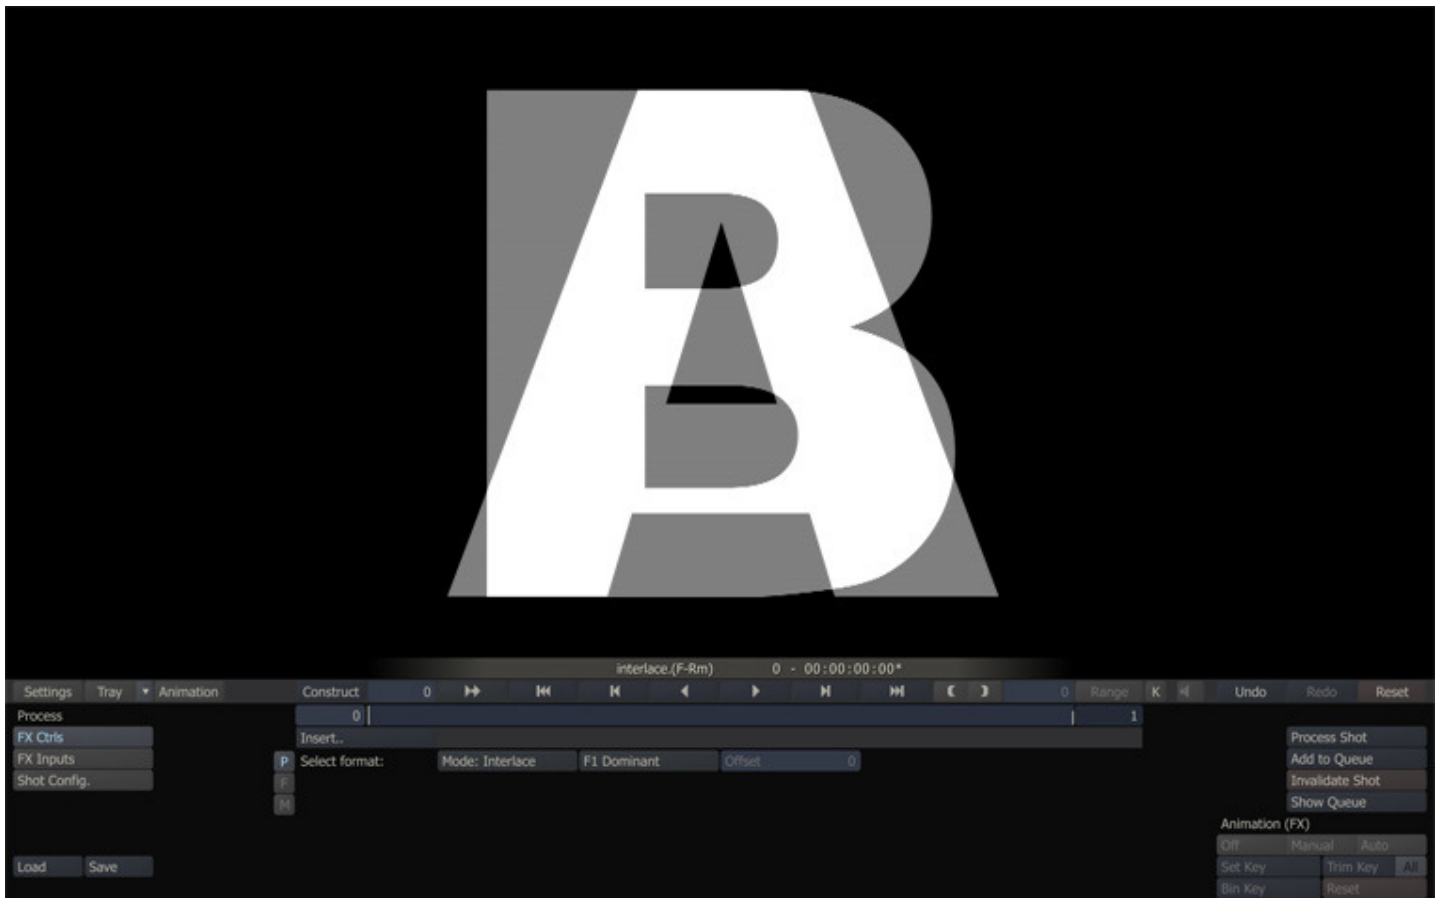 A
B
interlace.(F-Rm) 0 - 00:00:00:00*
Settings Tray Animation Construct 0 0 Range K Undo Redo Reset
Process 0 1
FX Ctrls Insert.. Process Shot
FX Inputs P Select format: Mode: Interlace F1 Dominant Offset 0 Add to Queue
Shot Config. F Invalidate Shot
M Show Queue
Animation (FX)
Off Manual Auto
Load Save Set Key Trim Key All
Bin Key Reset